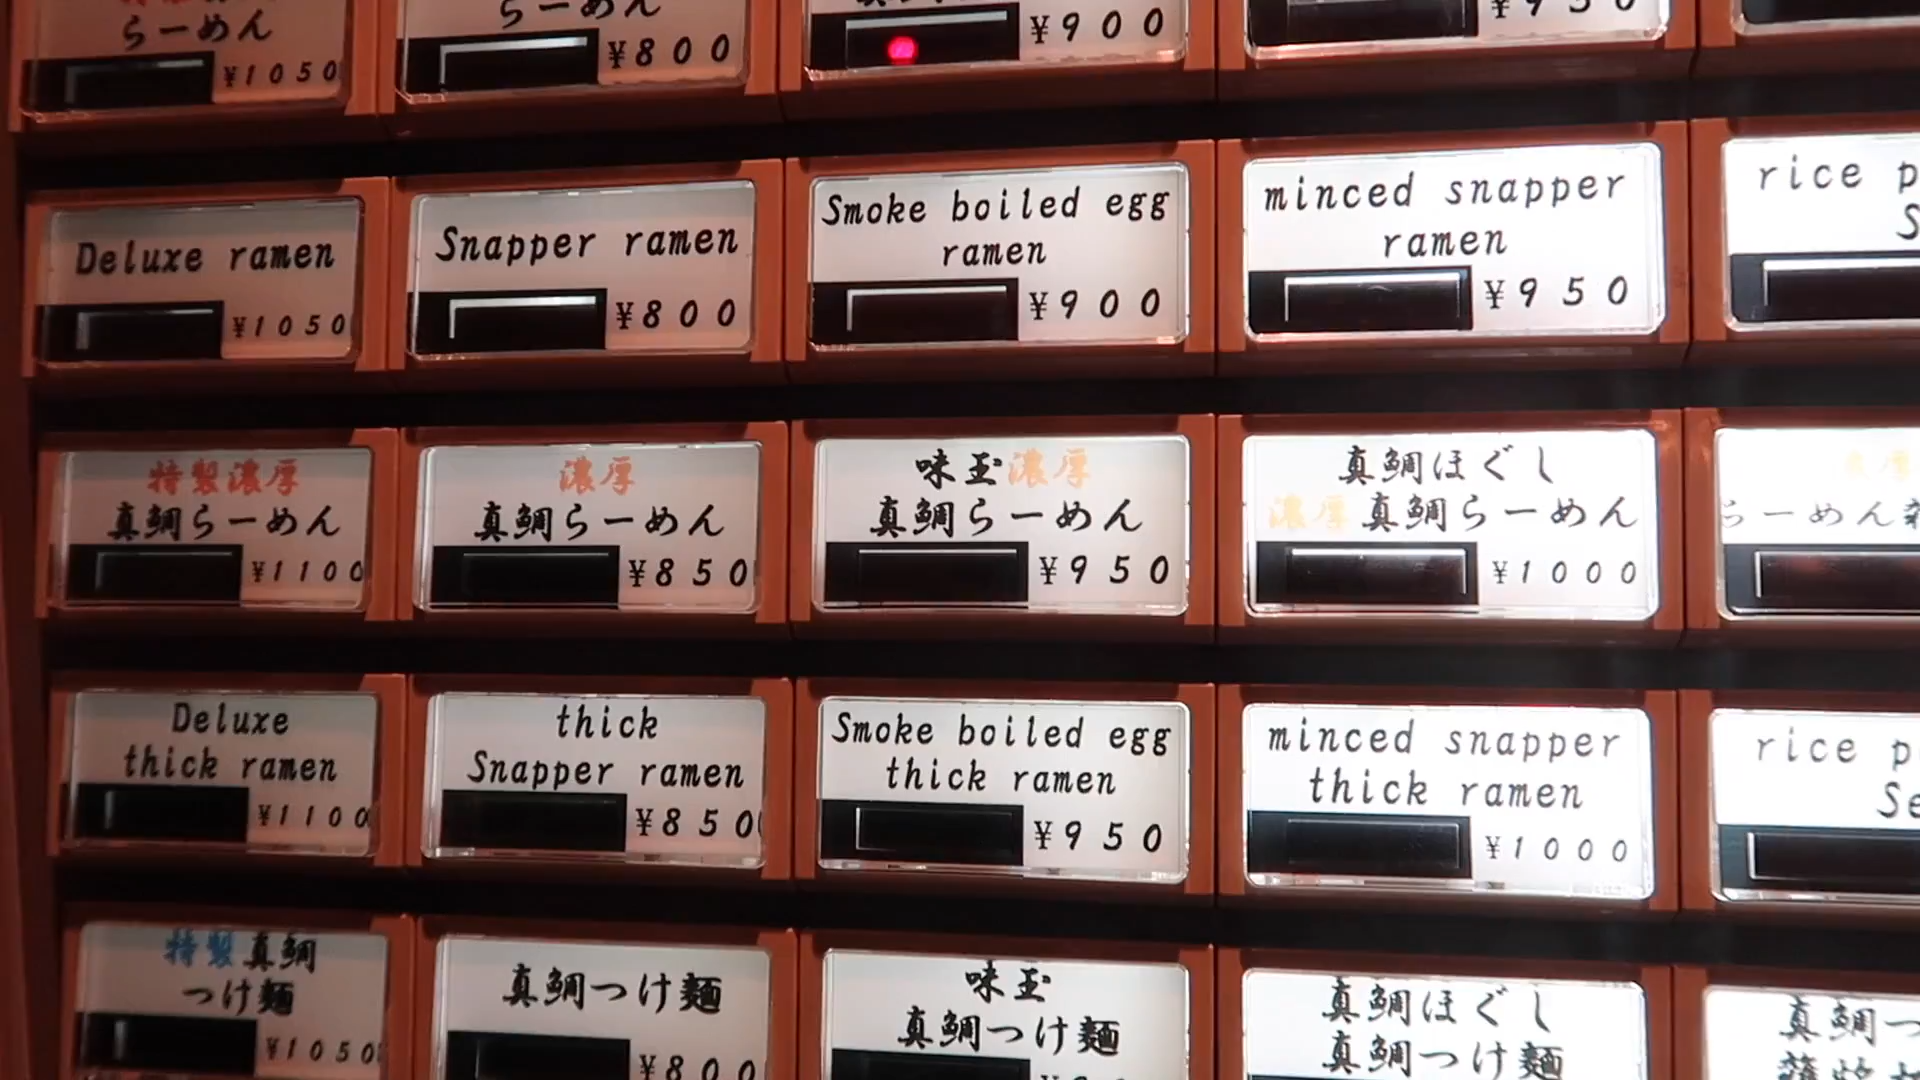 らーめん
¥1050
らーめん
¥800
¥900
¥950
Deluxe ramen
¥1050
Snapper ramen
¥800
Smoke boiled egg
ramen
¥900
minced snapper
ramen
¥950
rice p
S
特製濃厚
真鯛らーめん
¥1100
濃厚
真鯛らーめん
¥850
味玉濃厚
真鯛らーめん
¥950
真鯛ほぐし
濃厚真鯛らーめん
¥1000
らーめん
Deluxe
thick ramen
¥1100
thick
Snapper ramen
¥850
Smoke boiled egg
thick ramen
¥950
minced snapper
thick ramen
¥1000
rice p
Se
特製真鯛
つけ麺
¥1050
真鯛つけ麺
¥800
味玉
真鯛つけ麺
真鯛ほぐし
真鯛つけ麺
真鯛つ